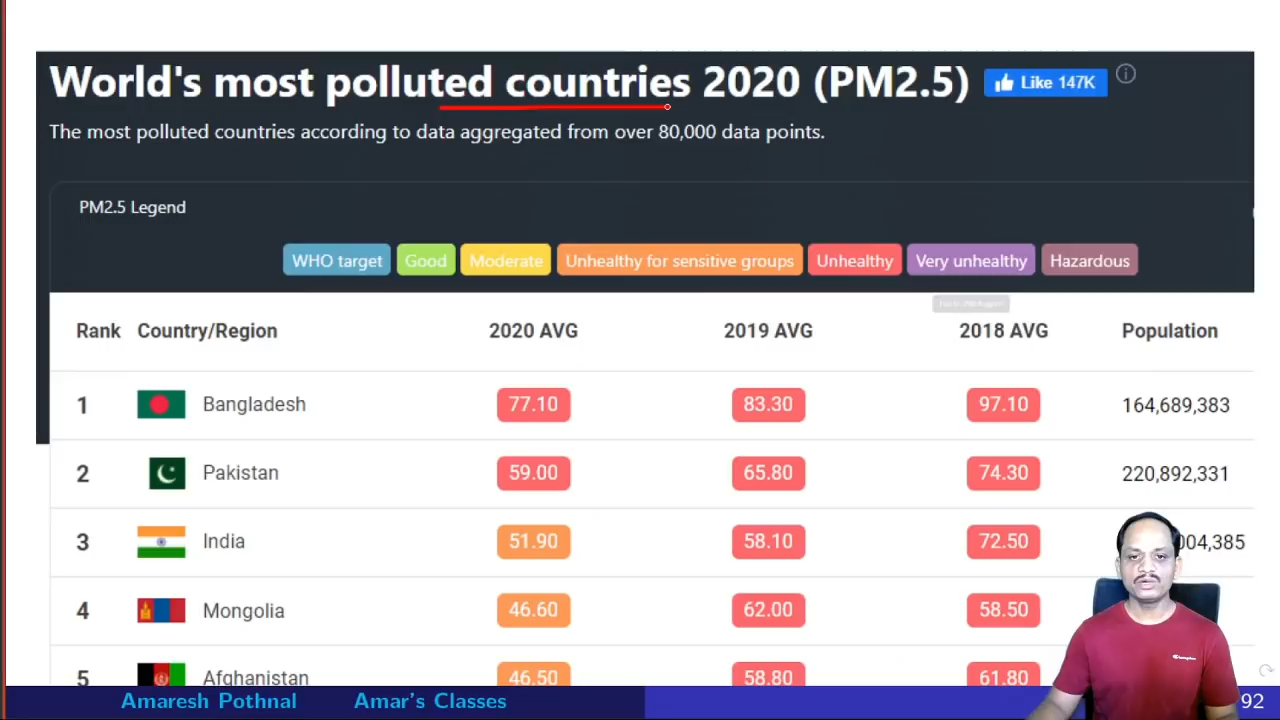 World's most polluted countries 2020 (PM2.5) Like 147K
The most polluted countries according to data aggregated from over 80,000 data points.
PM2.5 Legend
WHO target Good Moderate Unhealthy for sensitive groups Unhealthy Very unhealthy Hazardous
Rank Country/Region 2020 AVG 2019 AVG 2018 AVG Population
1 Bangladesh 77.10 83.30 97.10 164,689,383
2 Pakistan 59.00 65.80 74.30 220,892,331
3 India 51.90 58.10 72.50 004,385
4 Mongolia 46.60 62.00 58.50
5 Afghanistan 46.50 58.80 61.80
Amaresh Pothnal Amar's Classes 92